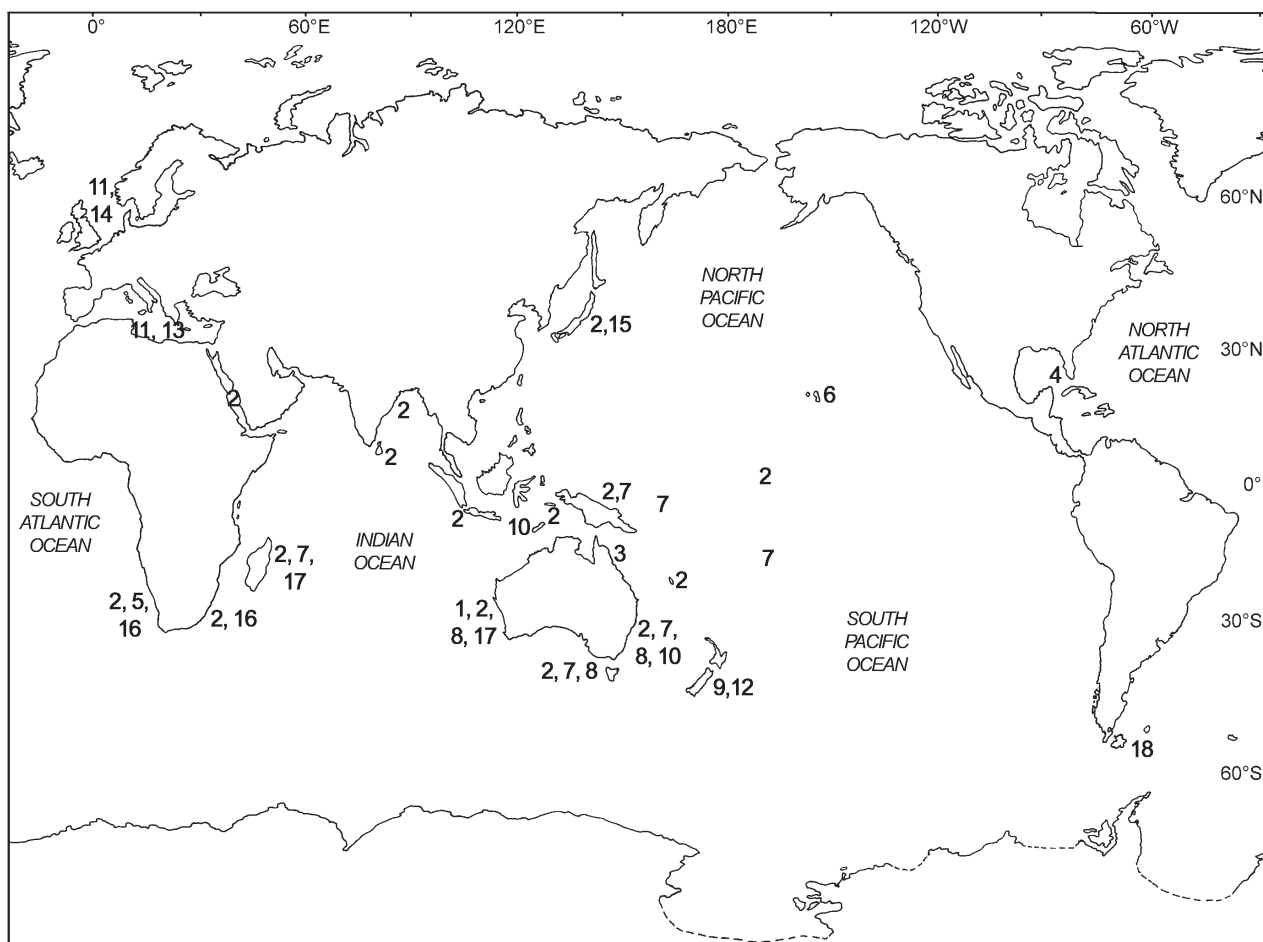 0° 60°E 120°E 180° 120°W 60°W
11,
14
60°N
NORTH
PACIFIC
OCEAN
2,15
11, 13
NORTH
ATLANTIC
OCEAN
30°N
4
6
2
2
2
2
0°
2,7
7
SOUTH
ATLANTIC
OCEAN
2
10
2
INDIAN
OCEAN
3
7
2, 7,
17
2
2, 5,
16
2, 16
1, 2,
8, 17
2, 7,
8, 10
30°S
SOUTH
PACIFIC
OCEAN
2, 7, 8
9,12
18
60°S